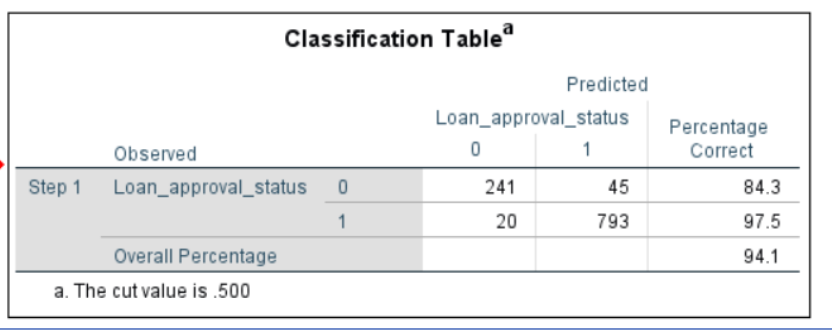 Classification Tableᵃ
Predicted
Loan_approval_status Percentage Correct
Observed 0 1
Step 1 Loan_approval_status 0 241 45 84.3
1 20 793 97.5
Overall Percentage 94.1
a. The cut value is .500